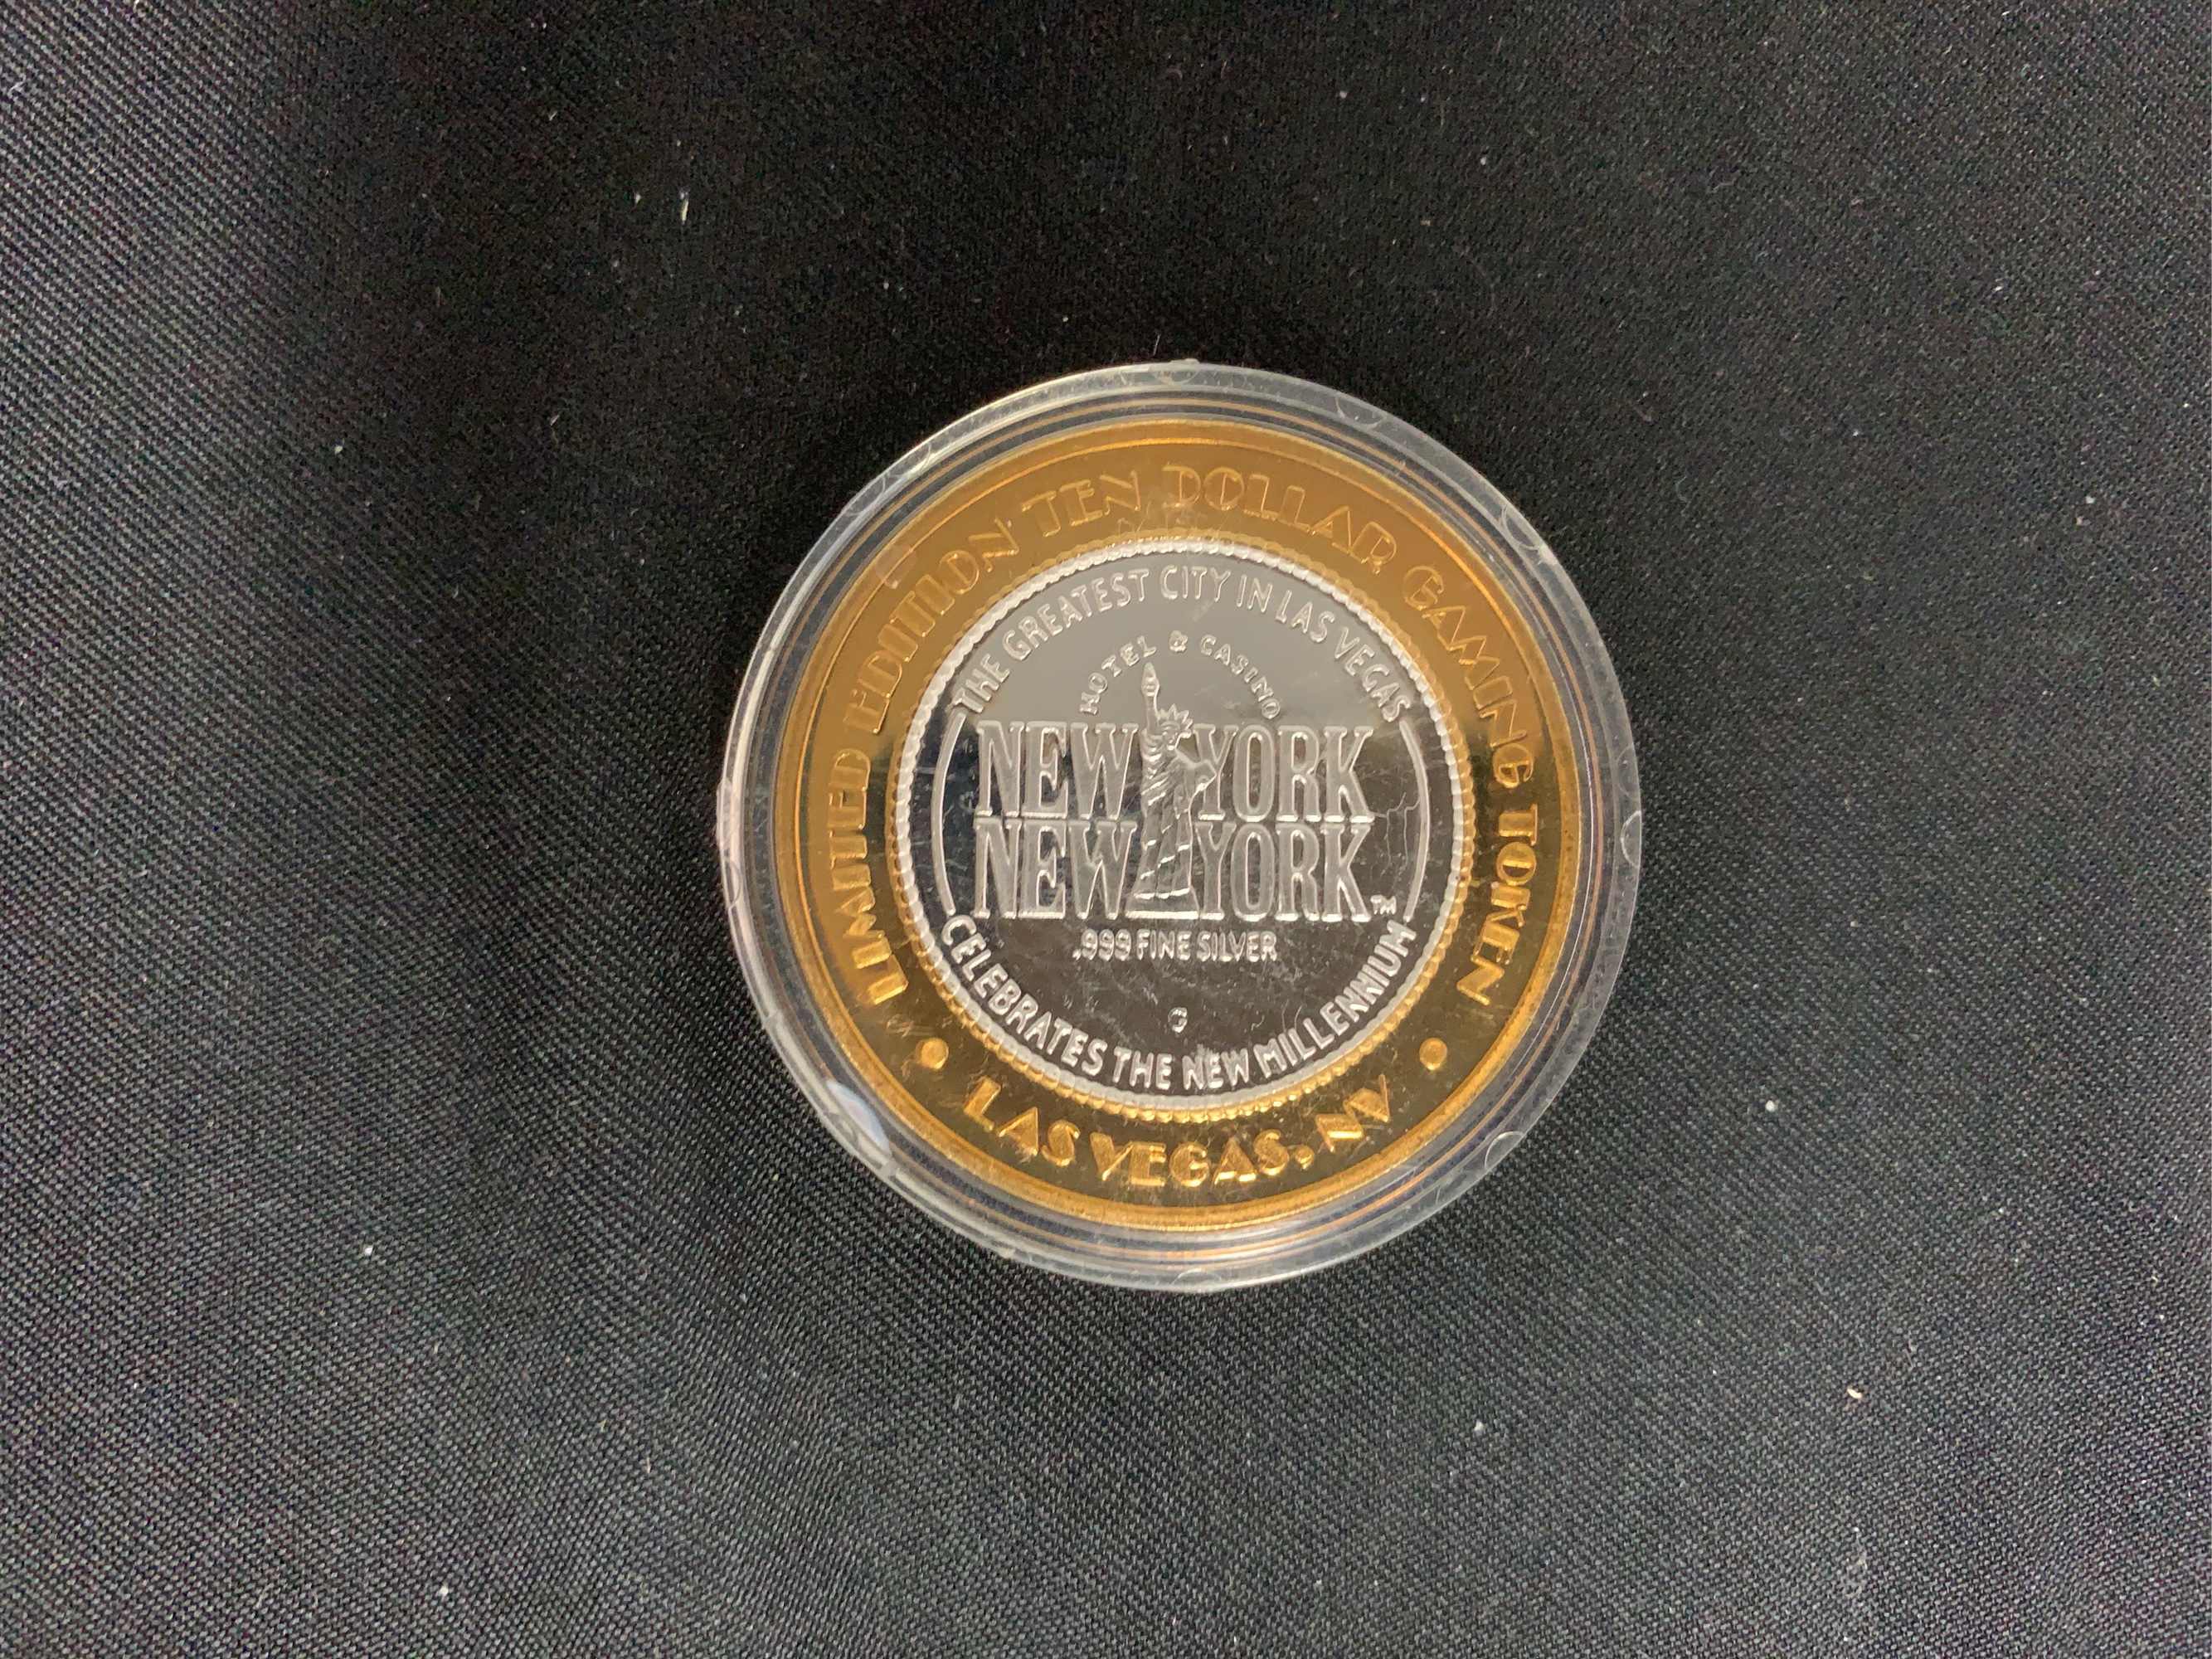 LIMITED EDITION TEN DOLLAR GAMING TOKEN
THE GREATEST CITY IN LAS VEGAS
HOTEL & CASINO
NEW YORK
NEW YORK™
.999 FINE SILVER
G
CELEBRATES THE NEW MILLENNIUM
• LAS VEGAS, NV •